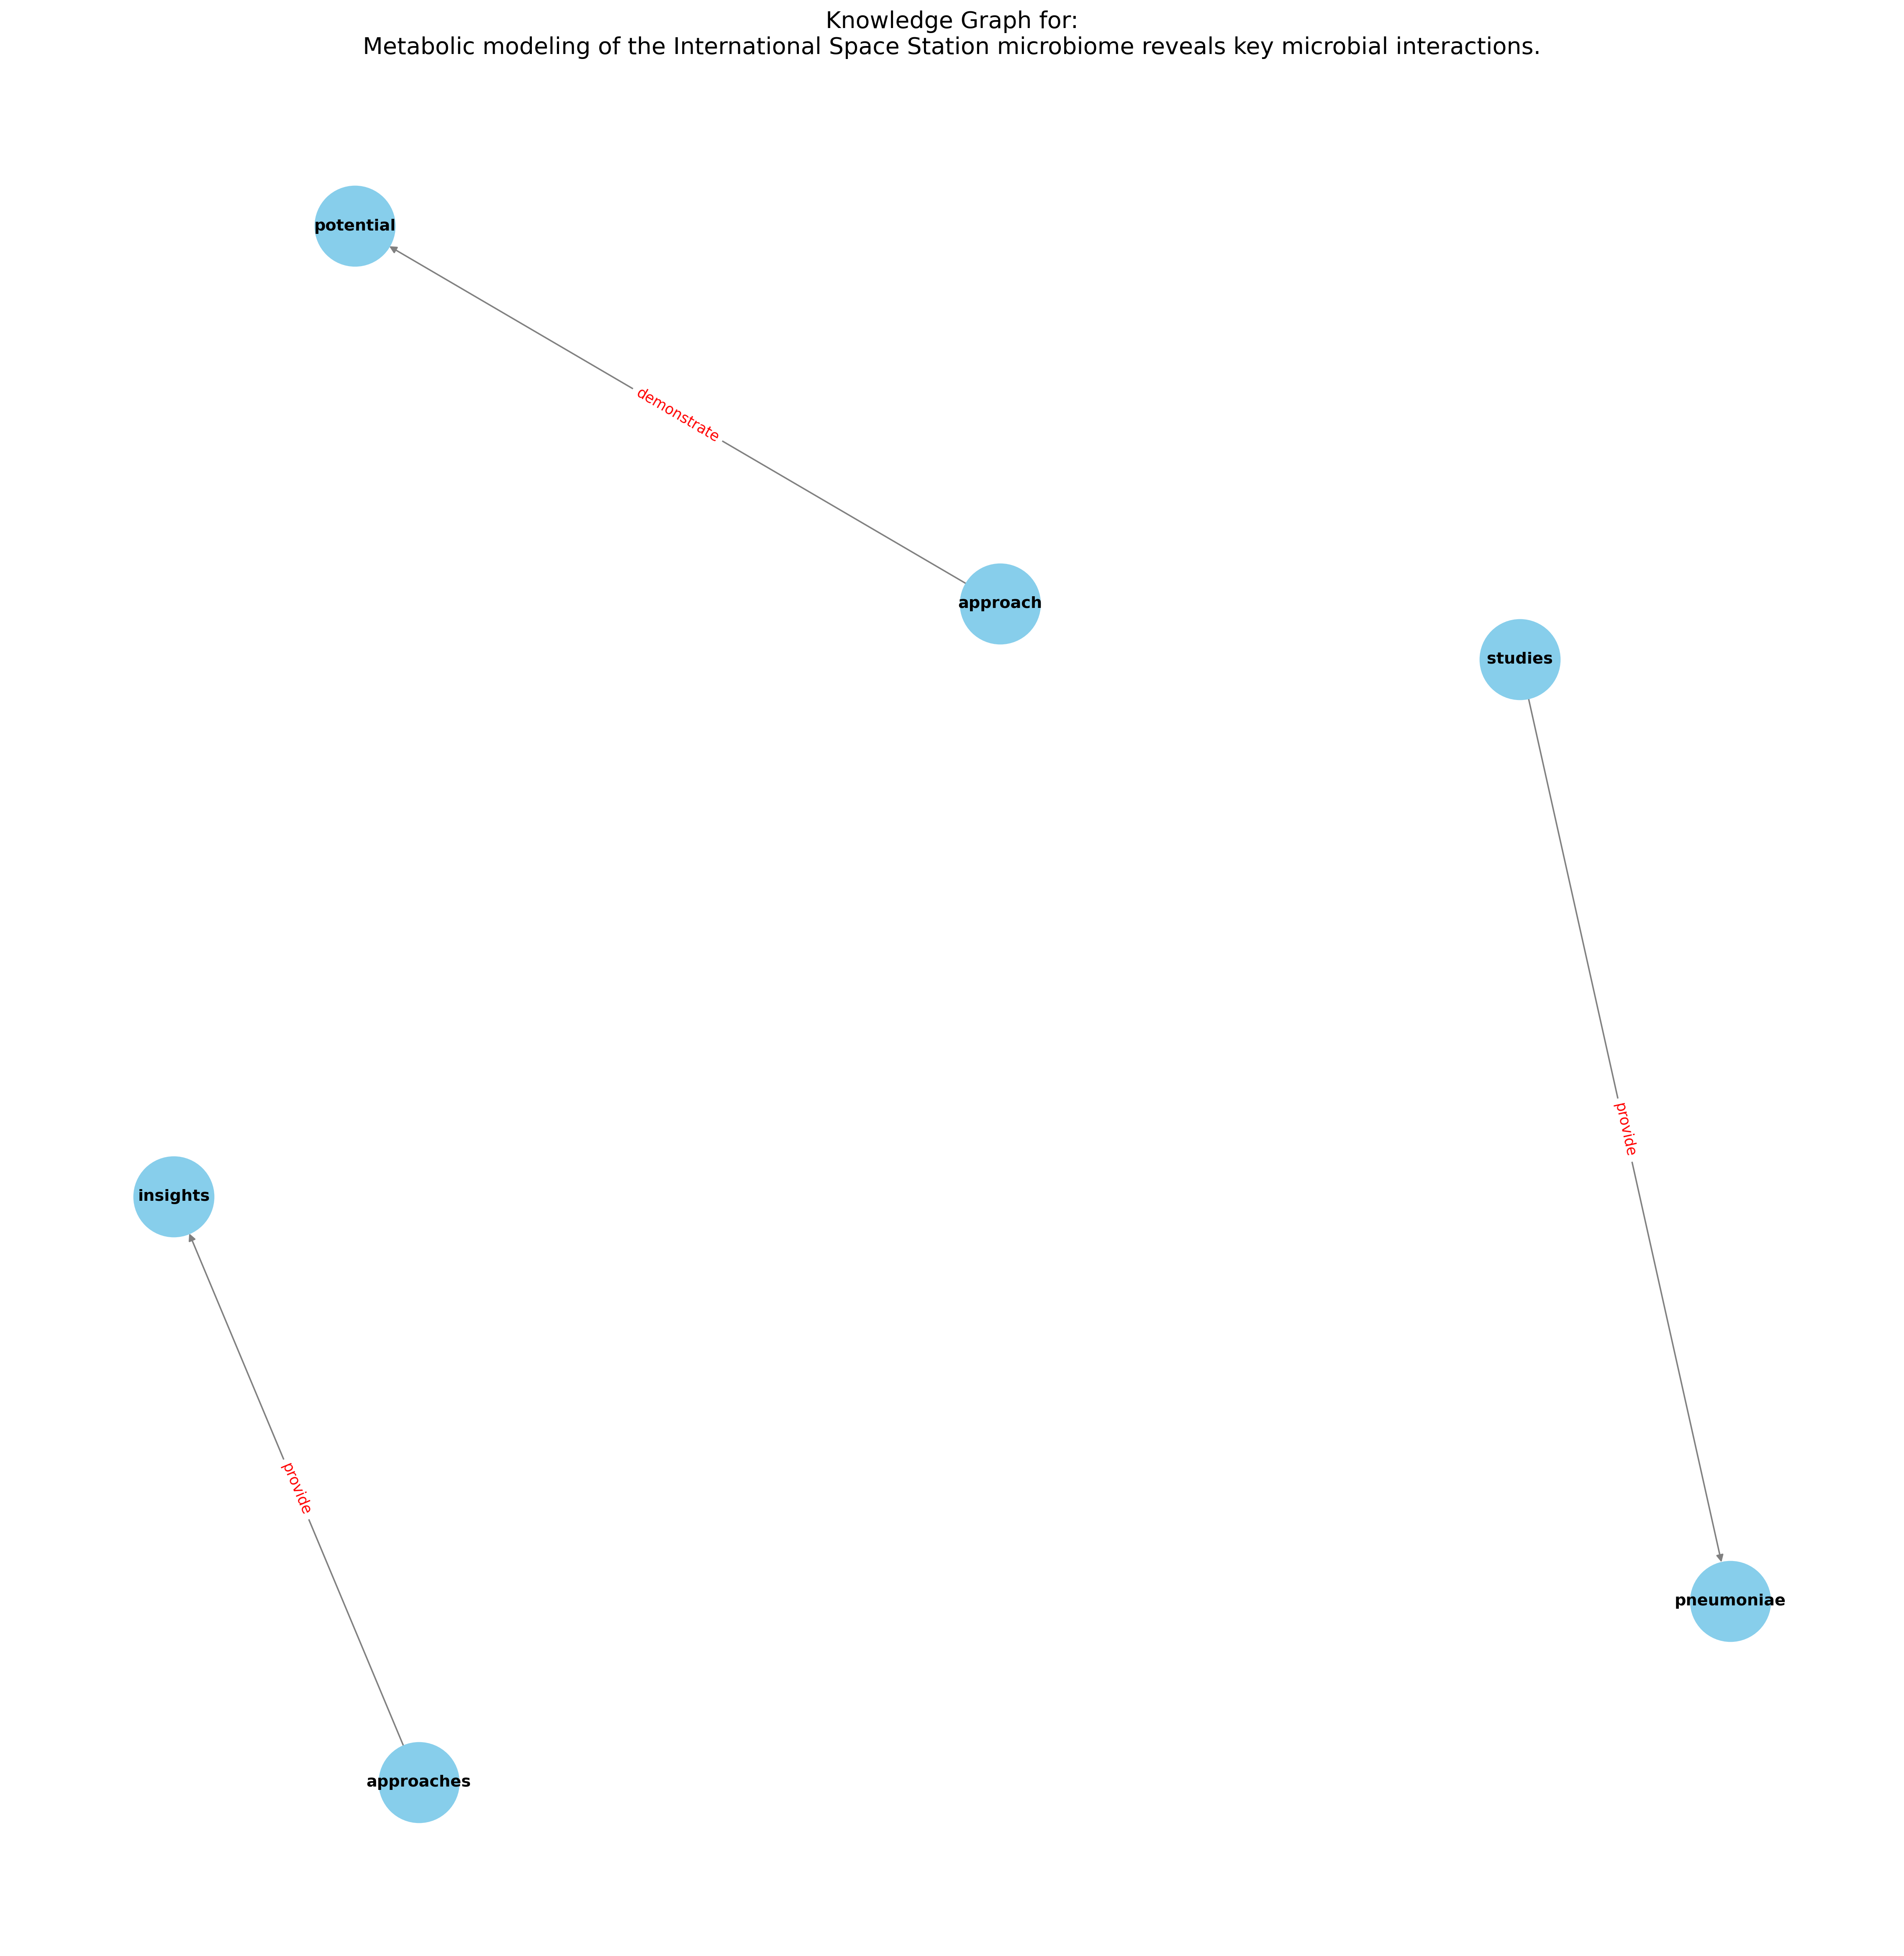 Knowledge Graph for:
Metabolic modeling of the International Space Station microbiome reveals key microbial interactions.
potential
demonstrate
approach
studies
provide
insights
provide
pneumoniae
approaches